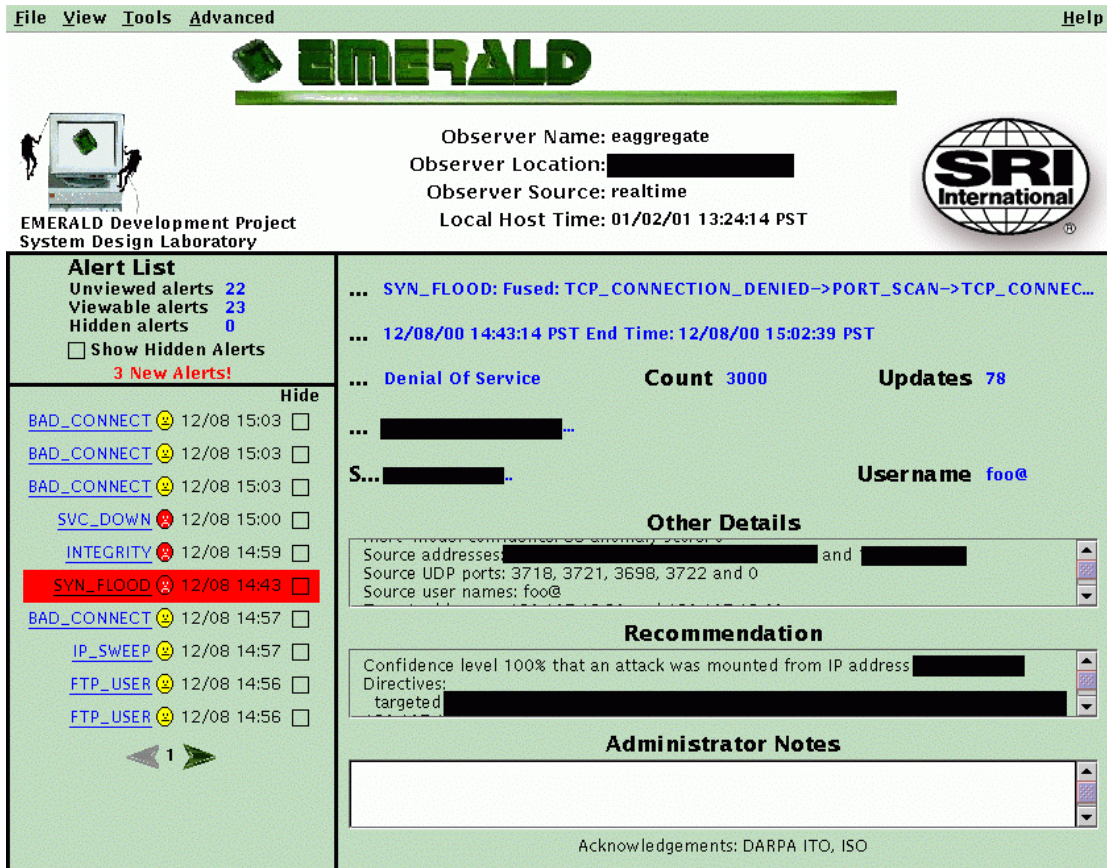 File View Tools Advanced Help
EMERALD
Observer Name: eaggregate
Observer Location:
Observer Source: realtime
Local Host Time: 01/02/01 13:24:14 PST
EMERALD Development Project
System Design Laboratory
SRI
International
®
Alert List
Unviewed alerts 22
Viewable alerts 23
Hidden alerts 0
Show Hidden Alerts
3 New Alerts!
Hide
BAD_CONNECT 12/08 15:03
BAD_CONNECT 12/08 15:03
BAD_CONNECT 12/08 15:03
SVC_DOWN 12/08 15:00
INTEGRITY 12/08 14:59
SYN_FLOOD 12/08 14:43
BAD_CONNECT 12/08 14:57
IP_SWEEP 12/08 14:57
FTP_USER 12/08 14:56
FTP_USER 12/08 14:56
1
... SYN_FLOOD: Fused: TCP_CONNECTION_DENIED->PORT_SCAN->TCP_CONNEC...
... 12/08/00 14:43:14 PST End Time: 12/08/00 15:02:39 PST
... Denial Of Service Count 3000 Updates 78
... ...
S... .. Username foo@
Other Details
Source addresses: and
Source UDP ports: 3718, 3721, 3698, 3722 and 0
Source user names: foo@
Recommendation
Confidence level 100% that an attack was mounted from IP address
Directives:
targeted
Administrator Notes
Acknowledgements: DARPA ITO, ISO